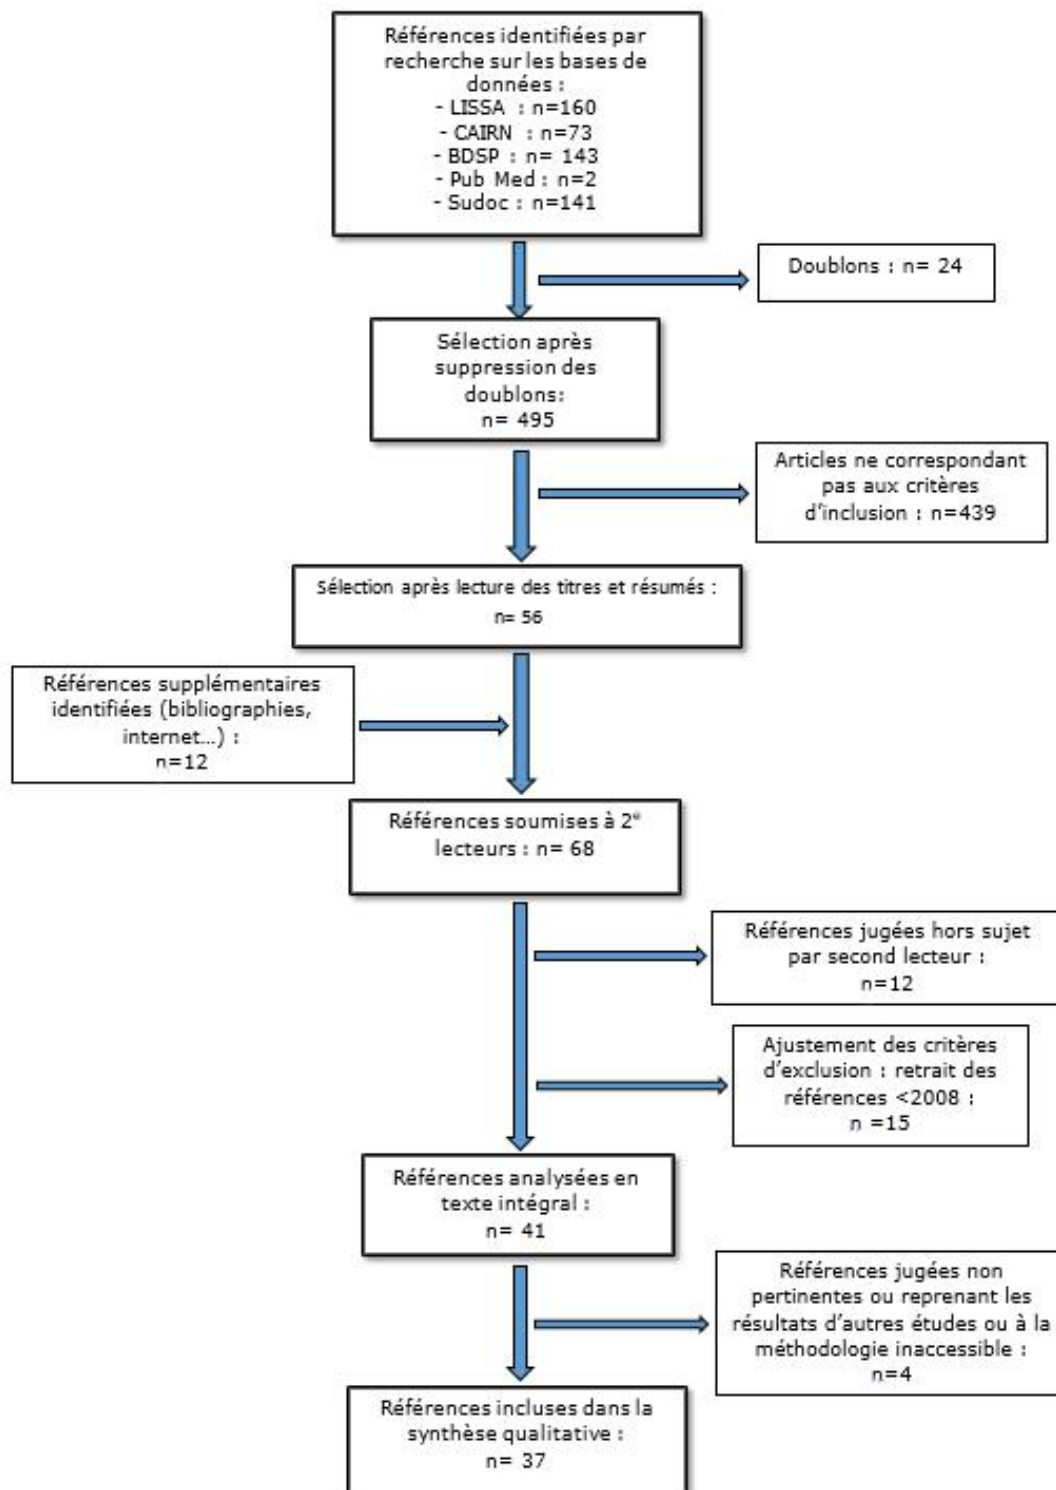 Références identifiées par
recherche sur les bases de
données :
- LISSA : n=160
- CAIRN : n=73
- BDSP : n= 143
- Pub Med : n=2
- Sudoc : n=141
Doublons : n= 24
Sélection après
suppression des
doublons:
n= 495
Articles ne correspondant
pas aux critères
d'inclusion : n=439
Sélection après lecture des titres et résumés :
n= 56
Références supplémentaires
identifiées (bibliographies,
internet…) :
n=12
Références soumises à 2ᵉ
lecteurs : n= 68
Références jugées hors sujet
par second lecteur :
n=12
Ajustement des critères
d'exclusion : retrait des
références <2008 :
n =15
Références analysées en
texte intégral :
n= 41
Références jugées non
pertinentes ou reprenant les
résultats d'autres études ou à la
méthodologie inaccessible :
n=4
Références incluses dans la
synthèse qualitative :
n= 37